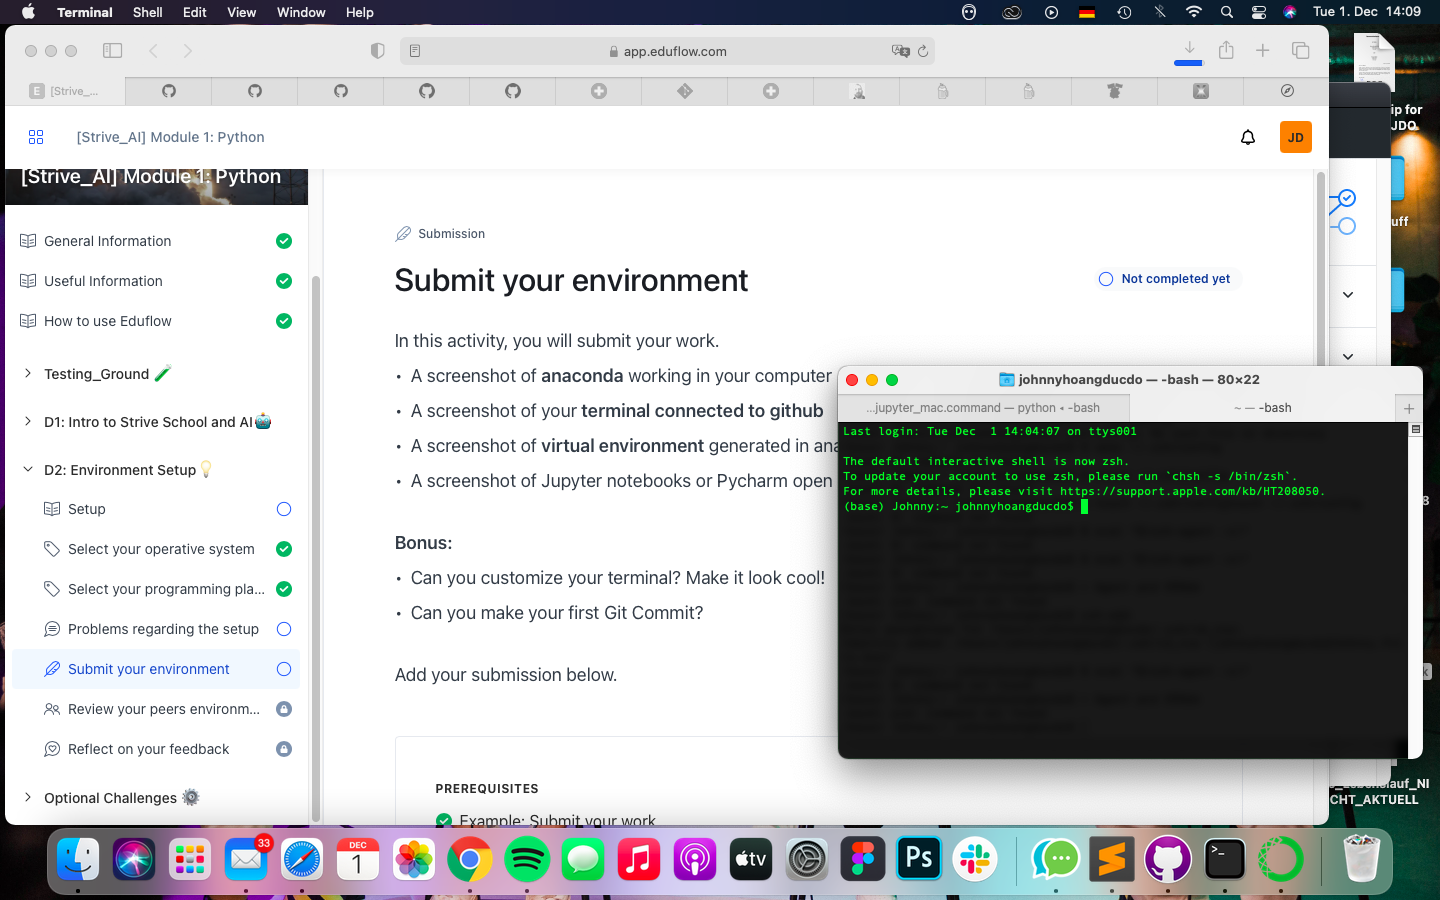 Terminal Shell Edit View Window Help Tue 1. Dec 14:09
app.eduflow.com
E [Strive_...
[Strive_AI] Module 1: Python
JD
[Strive_AI] Module 1: Python
General Information
Useful Information
How to use Eduflow
Testing_Ground
D1: Intro to Strive School and AI
D2: Environment Setup
Setup
Select your operative system
Select your programming pla...
Problems regarding the setup
Submit your environment
Review your peers environm...
Reflect on your feedback
Optional Challenges
Submission
Submit your environment
Not completed yet
In this activity, you will submit your work.
• A screenshot of anaconda working in your computer
• A screenshot of your terminal connected to github
• A screenshot of virtual environment generated in ana
• A screenshot of Jupyter notebooks or Pycharm open
Bonus:
• Can you customize your terminal? Make it look cool!
• Can you make your first Git Commit?
Add your submission below.
PREREQUISITES
Example: Submit your work
johnnyhoangducdo — -bash — 80×22
...jupyter_mac.command — python ◂ -bash
~ — -bash
Last login: Tue Dec  1 14:04:07 on ttys001
The default interactive shell is now zsh.
To update your account to use zsh, please run `chsh -s /bin/zsh`.
For more details, please visit https://support.apple.com/kb/HT208050.
(base) Johnny:~ johnnyhoangducdo$
ip for
JDO
uff
CHT_AKTUELL
33
DEC
1
tv
Ps
>_